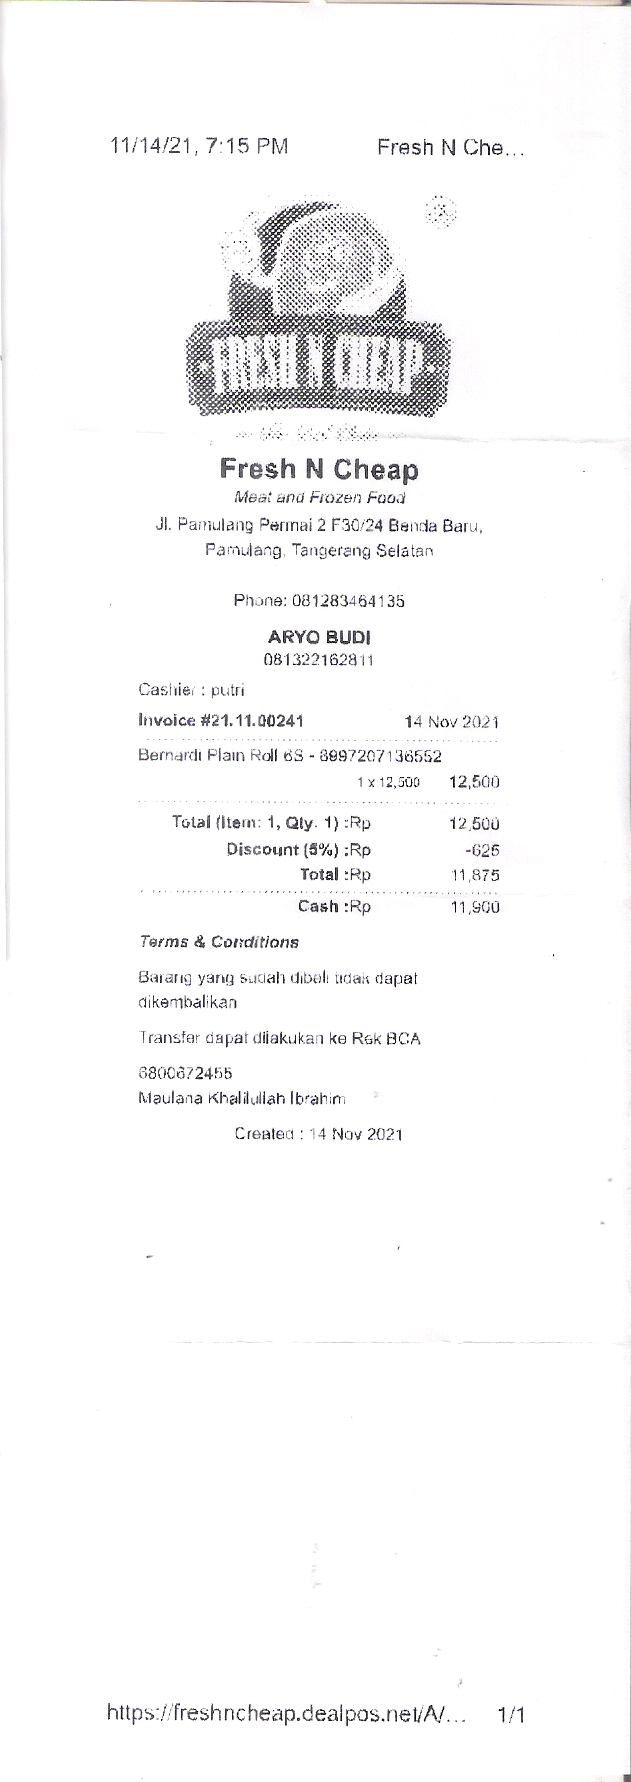 11/14/21, 7:15 PM Fresh N Che...
FRESH N CHEAP
Fresh N Cheap
Meat and Frozen Food
Jl. Pamulang Permai 2 F30/24 Benda Baru,
Pamulang, Tangerang Selatan
Phone: 081283464135
ARYO BUDI
081322162811
Cashier : putri
Invoice #21.11.00241 14 Nov 2021
Bernardi Plain Roll 6S - 8997207136552
1 x 12,500 12,500
Total (Item: 1, Qty. 1) :Rp 12,500
Discount (5%) :Rp -625
Total :Rp 11,875
Cash :Rp 11,900
Terms & Conditions
Barang yang sudah dibeli tidak dapat
dikembalikan
Transfer dapat dilakukan ke Rek BCA
6800672455
Maulana Khalilullah Ibrahim
Created : 14 Nov 2021
https://freshncheap.dealpos.net/A/... 1/1